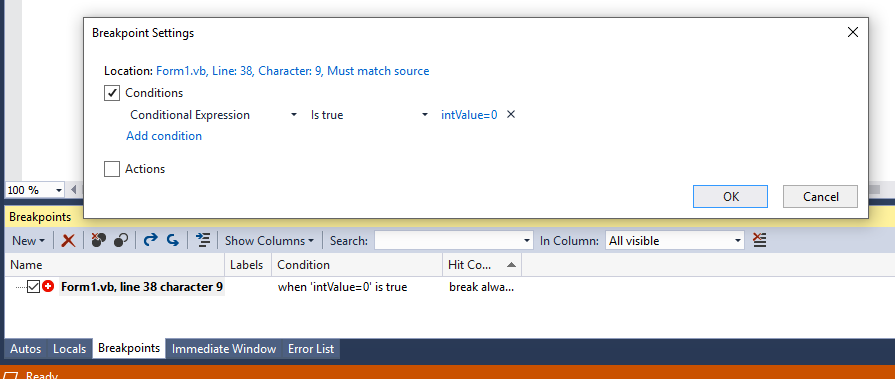 Breakpoint Settings
Location: Form1.vb, Line: 38, Character: 9, Must match source
Conditions
Conditional Expression Is true intValue=0
Add condition
Actions
100 %
OK Cancel
Breakpoints
New Show Columns Search: In Column: All visible
Name Labels Condition Hit Co...
Form1.vb, line 38 character 9 when 'intValue=0' is true break alwa...
Autos Locals Breakpoints Immediate Window Error List
Ready